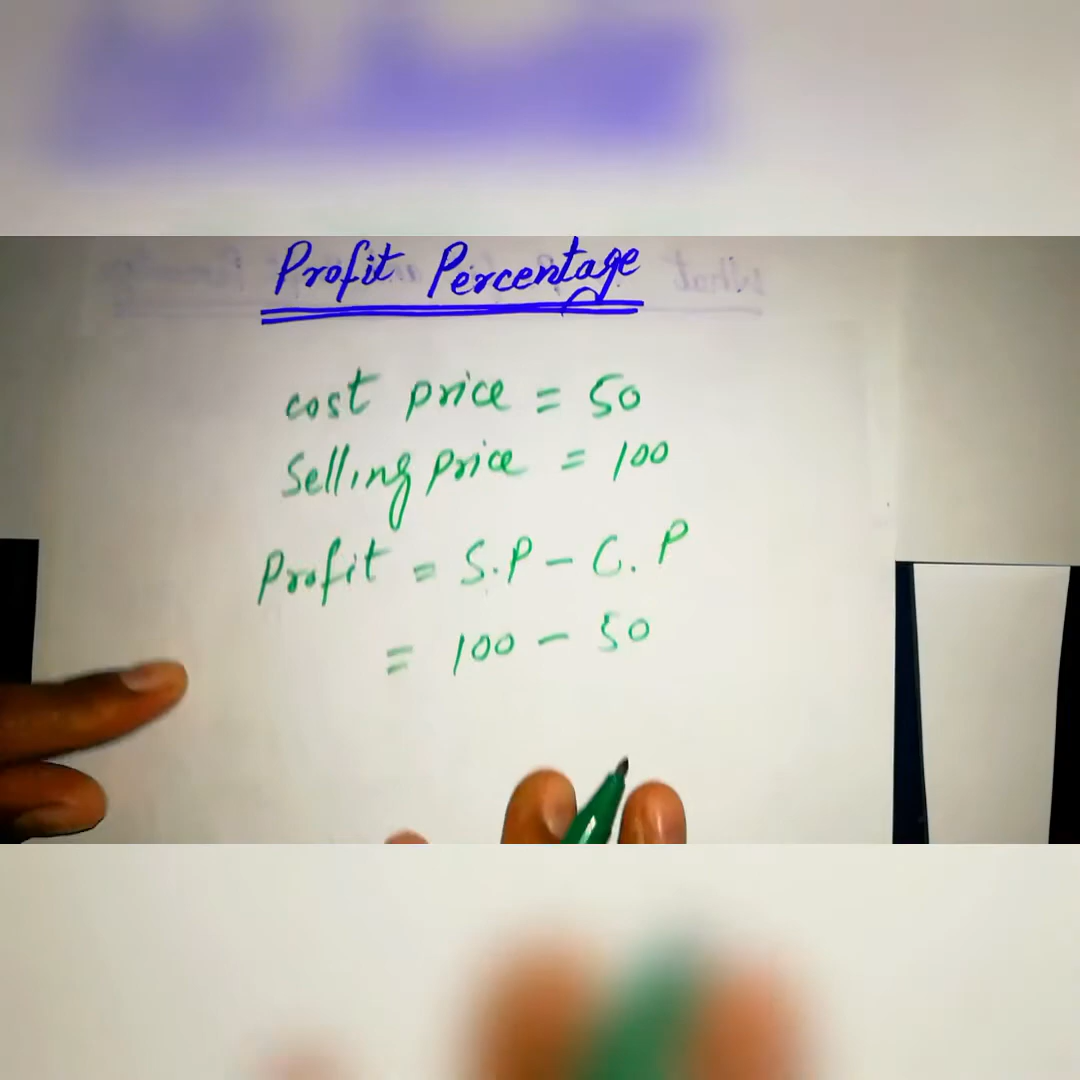 Profit Percentage
cost price = 50
Selling price = 100
Profit = S.P - C.P
= 100 - 50